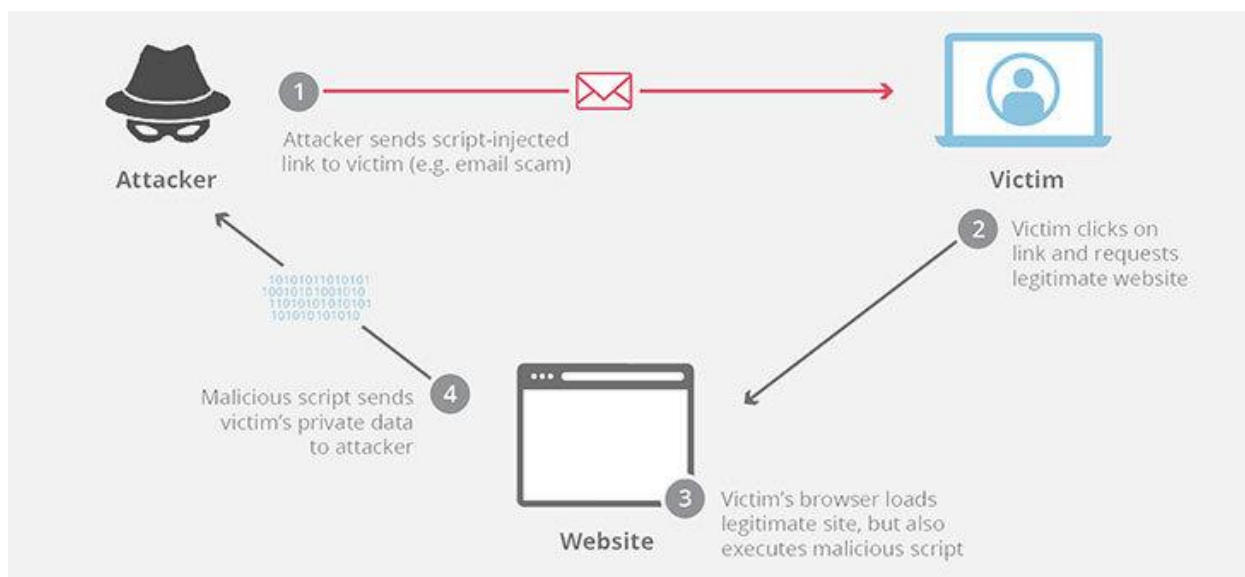 1
Attacker sends script-injected
link to victim (e.g. email scam)
Attacker
Victim
2
Victim clicks on
link and requests
legitimate website
10101011010101
10010101001010
11010101010101
101010101010
4
Malicious script sends
victim's private data
to attacker
3
Victim's browser loads
legitimate site, but also
executes malicious script
Website